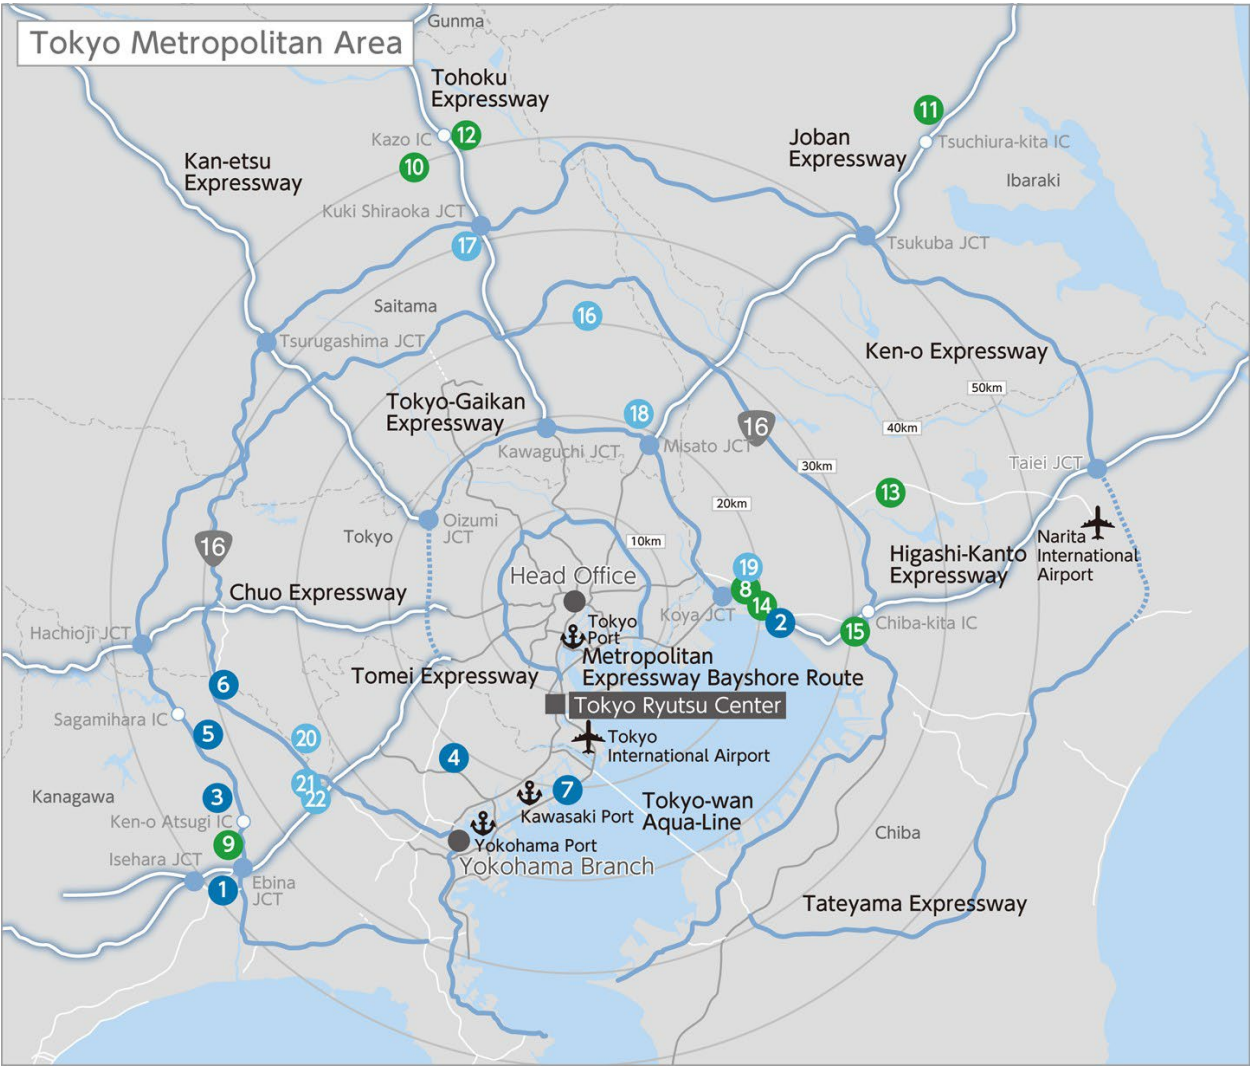 Gunma
Tokyo Metropolitan Area
Tohoku
Expressway
11
Kazo IC
12
Joban
Expressway
Tsuchiura-kita IC
Kan-etsu
Expressway
10
Ibaraki
Kuki Shiraoka JCT
17
Tsukuba JCT
Saitama
16
Tsurugashima JCT
Ken-o Expressway
50km
Tokyo-Gaikan
Expressway
18
16
40km
Kawaguchi JCT
Misato JCT
30km
Taiei JCT
13
20km
Oizumi
JCT
Tokyo
16
10km
Narita
International
Airport
Higashi-Kanto
Expressway
Head Office
19
8
14
Chuo Expressway
Koya JCT
2
15
Chiba-kita IC
Hachioji JCT
Tokyo
Port
Metropolitan
Expressway Bayshore Route
Tomei Expressway
6
Tokyo Ryutsu Center
Sagamihara IC
5
20
Tokyo
International Airport
4
21
22
3
7
Kanagawa
Kawasaki Port
Tokyo-wan
Aqua-Line
Ken-o Atsugi IC
Chiba
9
Yokohama Port
Isehara JCT
Yokohama Branch
1
Ebina
JCT
Tateyama Expressway